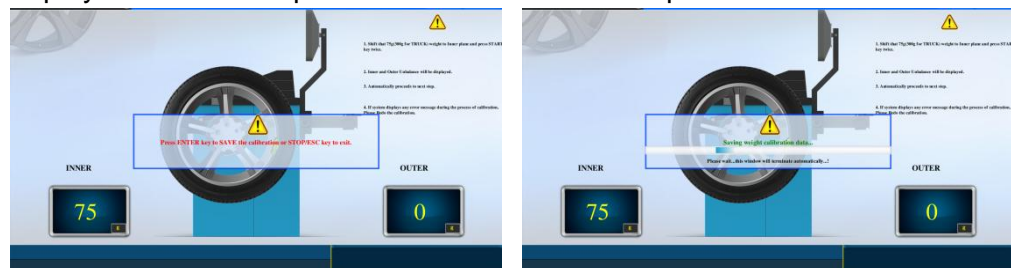 1. Shift that 75g(300g for TRUCK) weight to Inner plane and press START
key twice.
2. Inner and Outer Unbalance will be displayed.
3. Automatically proceeds to next step.
4. If system displays any error message during the process of calibration,
Please Redo the calibration.
Press ENTER key to SAVE the calibration or STOP/ESC key to exit.
INNER
OUTER
75
0
1. Shift that 75g(300g for TRUCK) weight to Inner plane and press START
key twice.
2. Inner and Outer Unbalance will be displayed.
3. Automatically proceeds to next step.
4. If system displays any error message during the process of calibration,
Please Redo the calibration.
Saving weight calibration data...
Please wait...this window will terminate automatically...!
INNER
OUTER
75
0